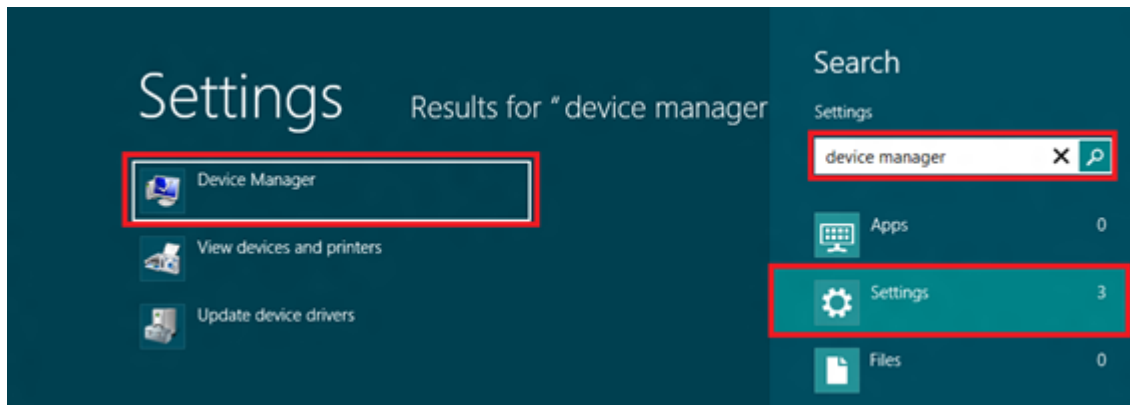 Settings
Results for “device manager
Device Manager
View devices and printers
Update device drivers
Search
Settings
device manager
Apps 0
Settings 3
Files 0